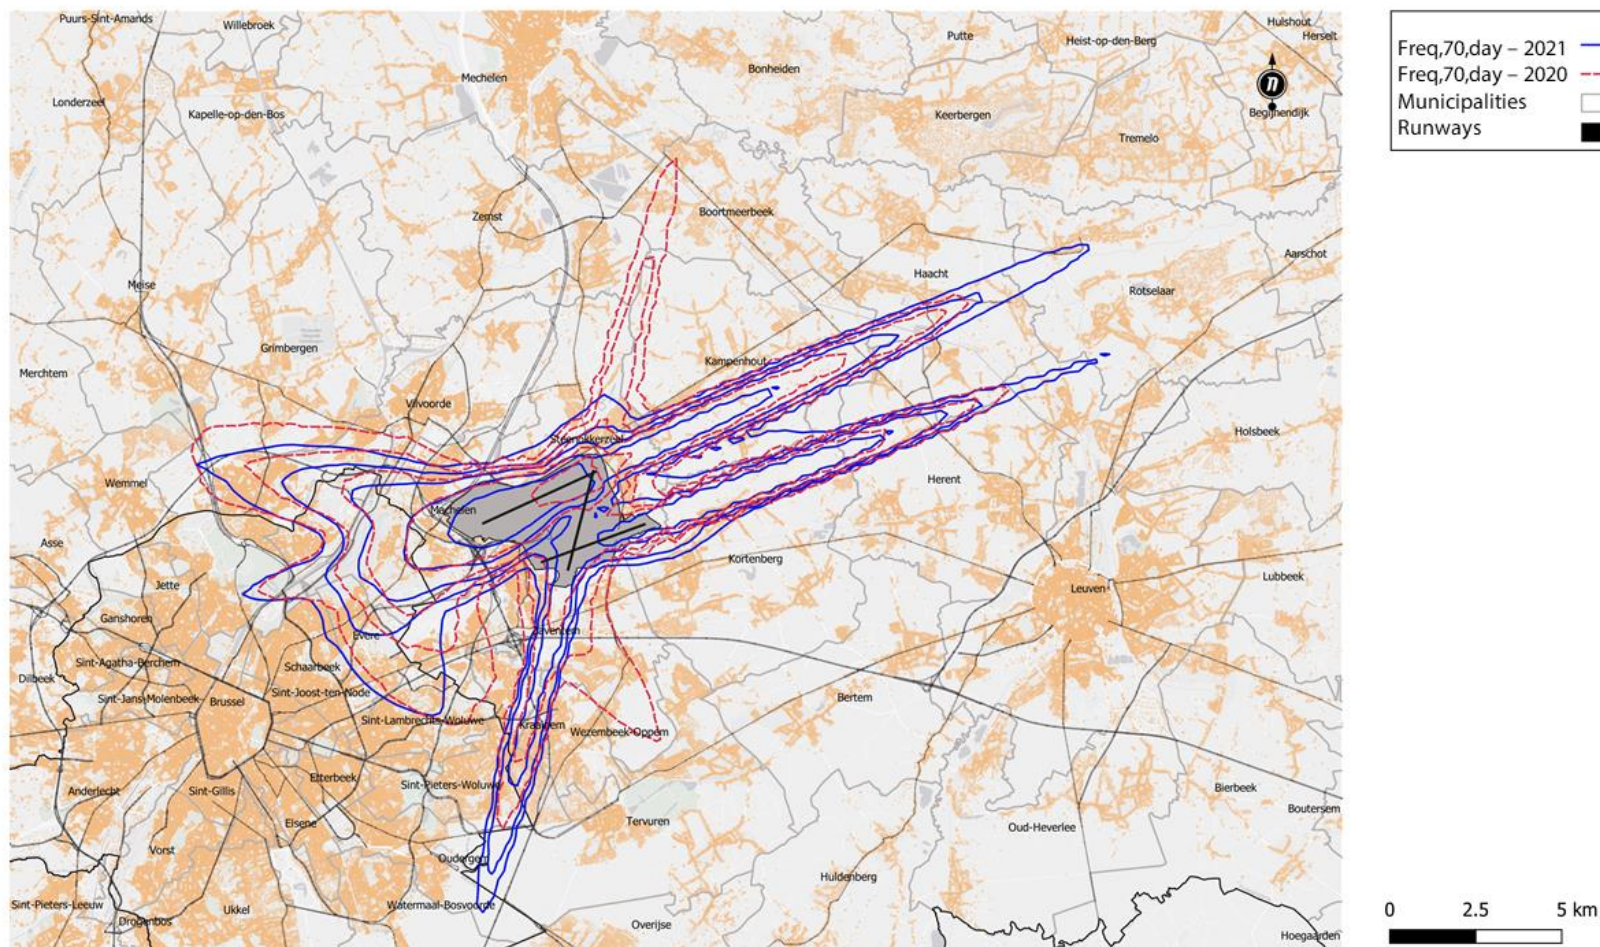 Puurs-Sint-Amands
Willebroek
Putte
Hulshout
Heist-op-den-Berg
Herselt
Mechelen
Bonheiden
Londerzeel
Kapelle-op-den-Bos
Keerbergen
Begijnendijk
Tremelo
Zemst
Boortmeerbeek
Haacht
Aarschot
Meise
Rotselaar
Grimbergen
Kampenhout
Merchtem
Vilvoorde
Holsbeek
Steenokkerzeel
Wemmel
Herent
Machelen
Asse
Kortenberg
Jette
Leuven
Lubbeek
Ganshoren
Evere
Zaventem
Sint-Agatha-Berchem
Schaarbeek
Dilbeek
Sint-Jans-Molenbeek
Brussel
Sint-Joost-ten-Node
Bertem
Sint-Lambrechts-Woluwe
Kraainem
Wezembeek-Oppem
Etterbeek
Sint-Pieters-Woluwe
Anderlecht
Sint-Gillis
Bierbeek
Boutersem
Elsene
Tervuren
Oud-Heverlee
Vorst
Oudergem
Huldenberg
Sint-Pieters-Leeuw
Ukkel
Watermaal-Bosvoorde
Drogenbos
Overijse
Hoegaarden
n
Freq,70,day – 2021
Freq,70,day – 2020
Municipalities
Runways
0 2.5 5 km